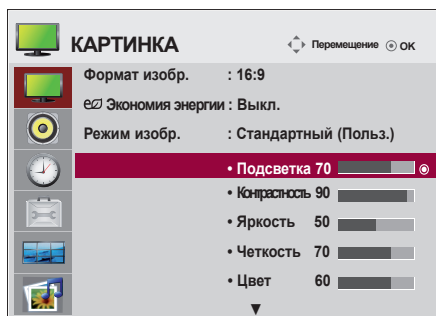 КАРТИНКА
Перемещение ОК
Формат изобр. : 16:9
Экономия энергии : Выкл.
Режим изобр. : Стандартный (Польз.)
• Подсветка 70
• Контрастность 90
• Яркость 50
• Четкость 70
• Цвет 60
▼